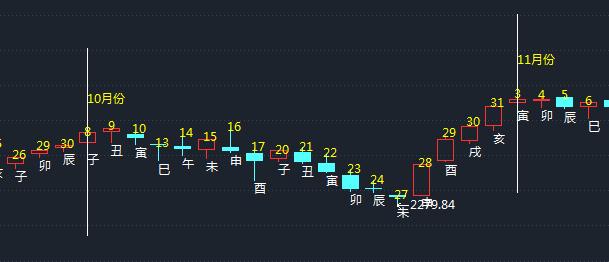 10月份
11月份
26 29 30 8 9 10 13 14 15 16 17 20 21 22 23 24 27 28 29 30 31 3 4 5 6
子 卯 辰 子 丑 寅 巳 午 未 申 酉 子 丑 寅 卯 辰 未 酉 戌 亥 寅 卯 辰 巳
2279.84